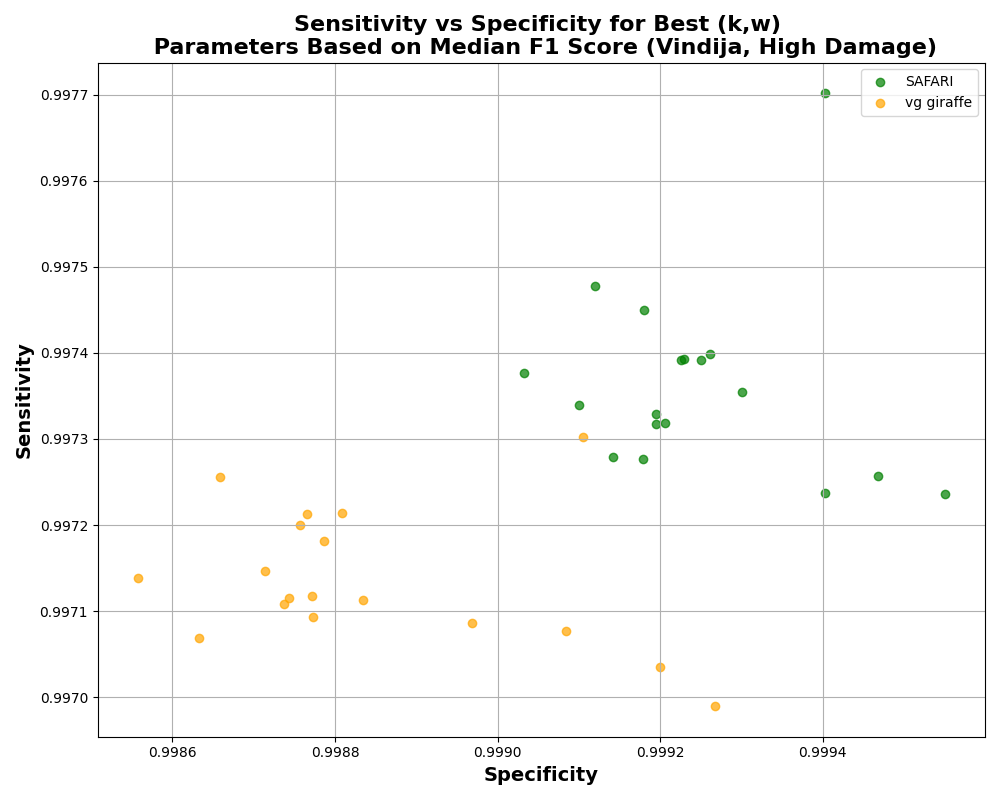 Sensitivity vs Specificity for Best (k,w)
Parameters Based on Median F1 Score (Vindija, High Damage)
SAFARI
vg giraffe
0.9977
0.9976
0.9975
0.9974
0.9973
0.9972
0.9971
0.9970
Sensitivity
0.9986
0.9988
0.9990
0.9992
0.9994
Specificity